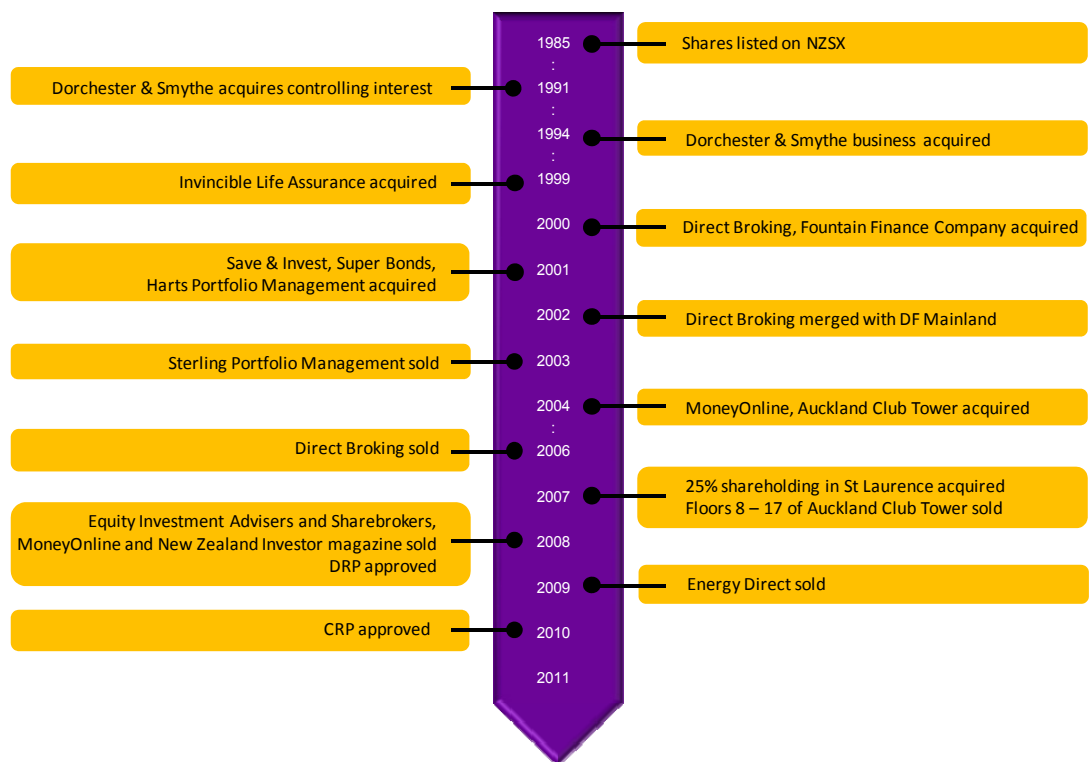 1985
Shares listed on NZSX
:
Dorchester & Smythe acquires controlling interest
1991
:
1994
Dorchester & Smythe business acquired
:
Invincible Life Assurance acquired
1999
2000
Direct Broking, Fountain Finance Company acquired
Save & Invest, Super Bonds,
Harts Portfolio Management acquired
2001
2002
Direct Broking merged with DF Mainland
Sterling Portfolio Management sold
2003
2004
MoneyOnline, Auckland Club Tower acquired
:
Direct Broking sold
2006
2007
25% shareholding in St Laurence acquired
Floors 8 – 17 of Auckland Club Tower sold
Equity Investment Advisers and Sharebrokers,
MoneyOnline and New Zealand Investor magazine sold
DRP approved
2008
2009
Energy Direct sold
CRP approved
2010
2011